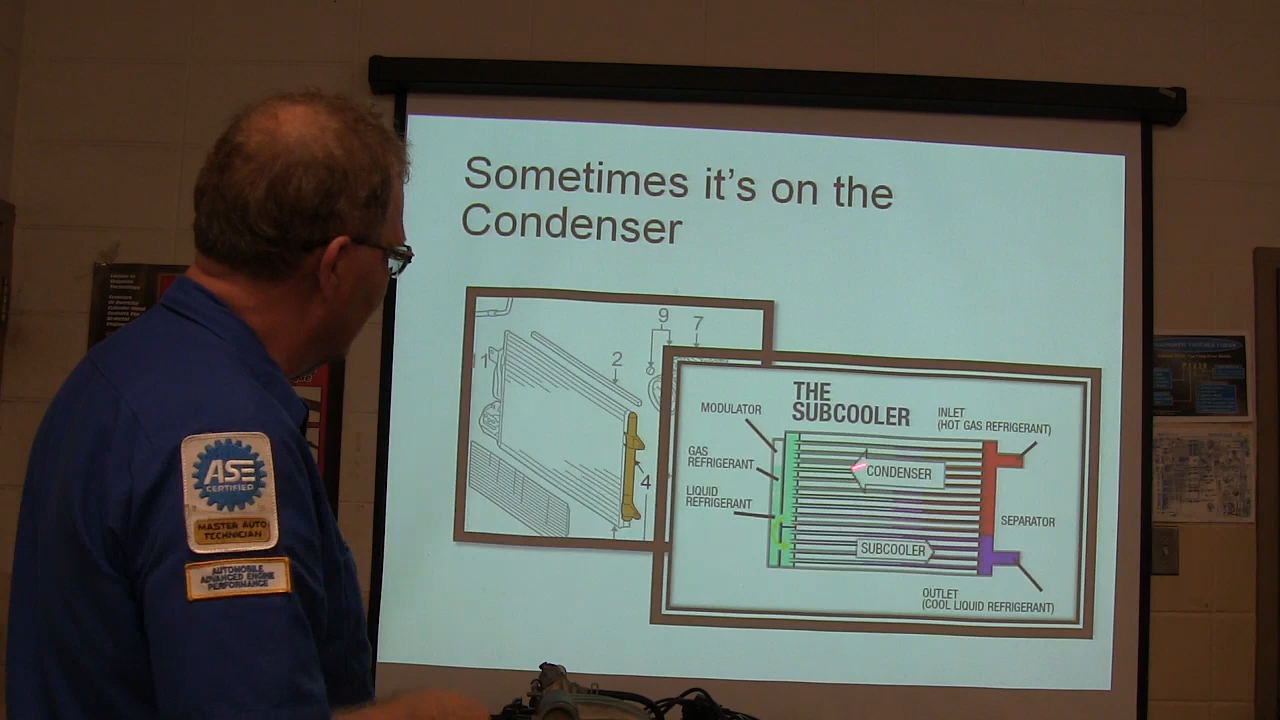 Sometimes it's on the
Condenser
1
2
9
7
4
THE
SUBCOOLER
MODULATOR
GAS
REFRIGERANT
LIQUID
REFRIGERANT
INLET
(HOT GAS REFRIGERANT)
CONDENSER
SEPARATOR
SUBCOOLER
OUTLET
(COOL LIQUID REFRIGERANT)
ASE
CERTIFIED
MASTER AUTO
TECHNICIAN
AUTOMOBILE
ADVANCED ENGINE
PERFORMANCE